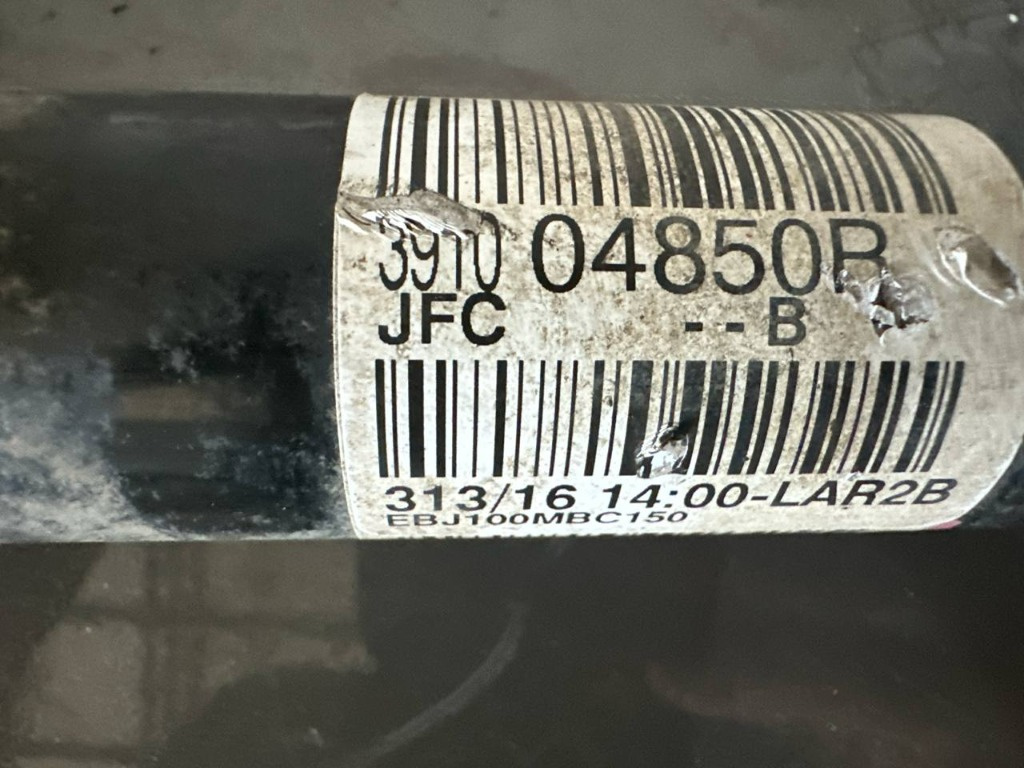 3910 04850R
JFC --B
313/16 14:00-LAR2B
EBJ100MBC150